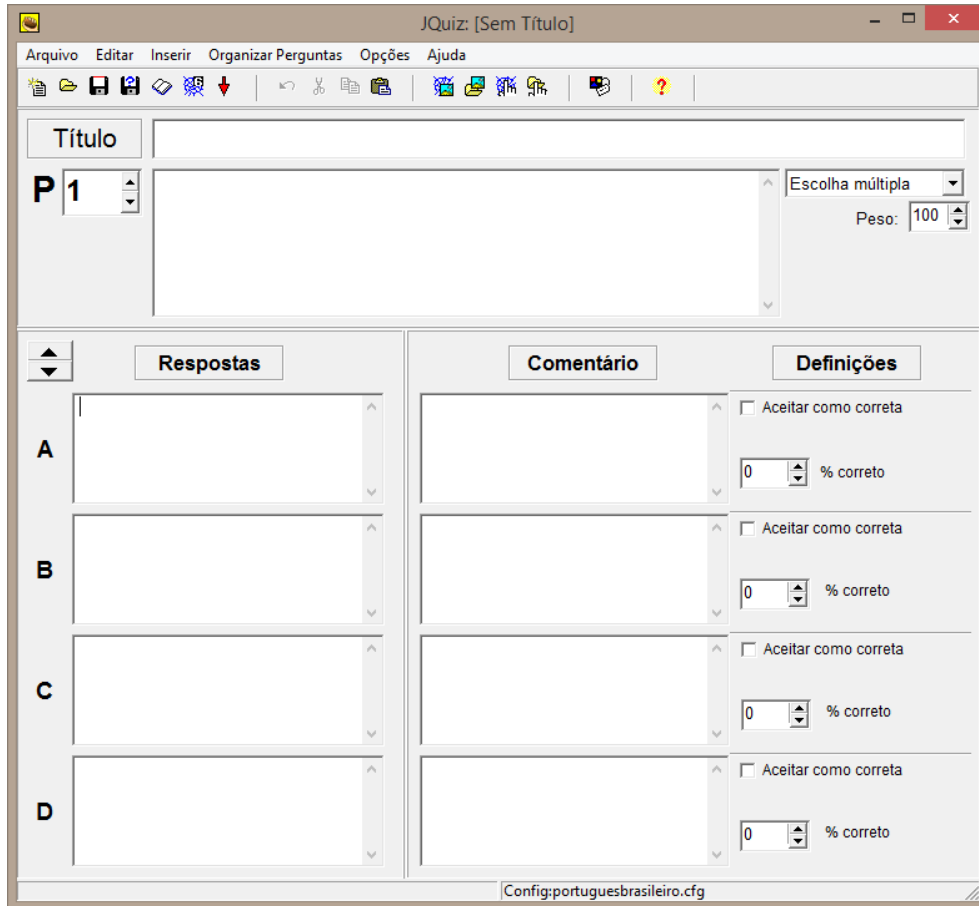 JQuiz: [Sem Título]
Arquivo Editar Inserir Organizar Perguntas Opções Ajuda
Título
P 1 Escolha múltipla
Peso: 100
Respostas Comentário Definições
A Aceitar como correta
0 % correto
B Aceitar como correta
0 % correto
C Aceitar como correta
0 % correto
D Aceitar como correta
0 % correto
Config:portuguesbrasileiro.cfg